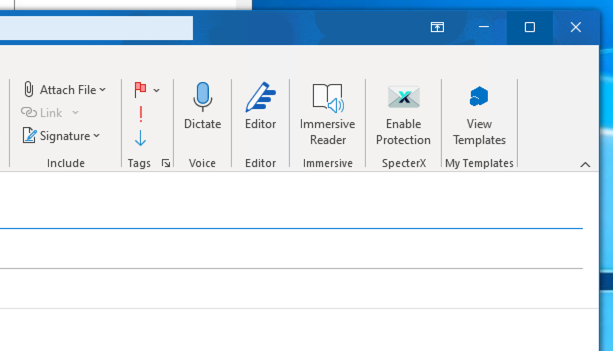 Attach File
Link
Signature
Include
Tags
Dictate
Voice
Editor
Editor
Immersive
Reader
Immersive
Enable
Protection
SpecterX
View
Templates
My Templates